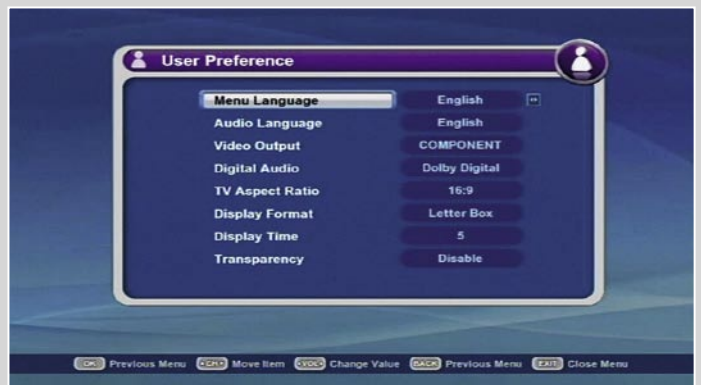 User Preference
Menu Language English
Audio Language English
Video Output COMPONENT
Digital Audio Dolby Digital
TV Aspect Ratio 16:9
Display Format Letter Box
Display Time 5
Transparency Disable
OK Previous Menu CH Move Item VOL Change Value BACK Previous Menu EXIT Close Menu